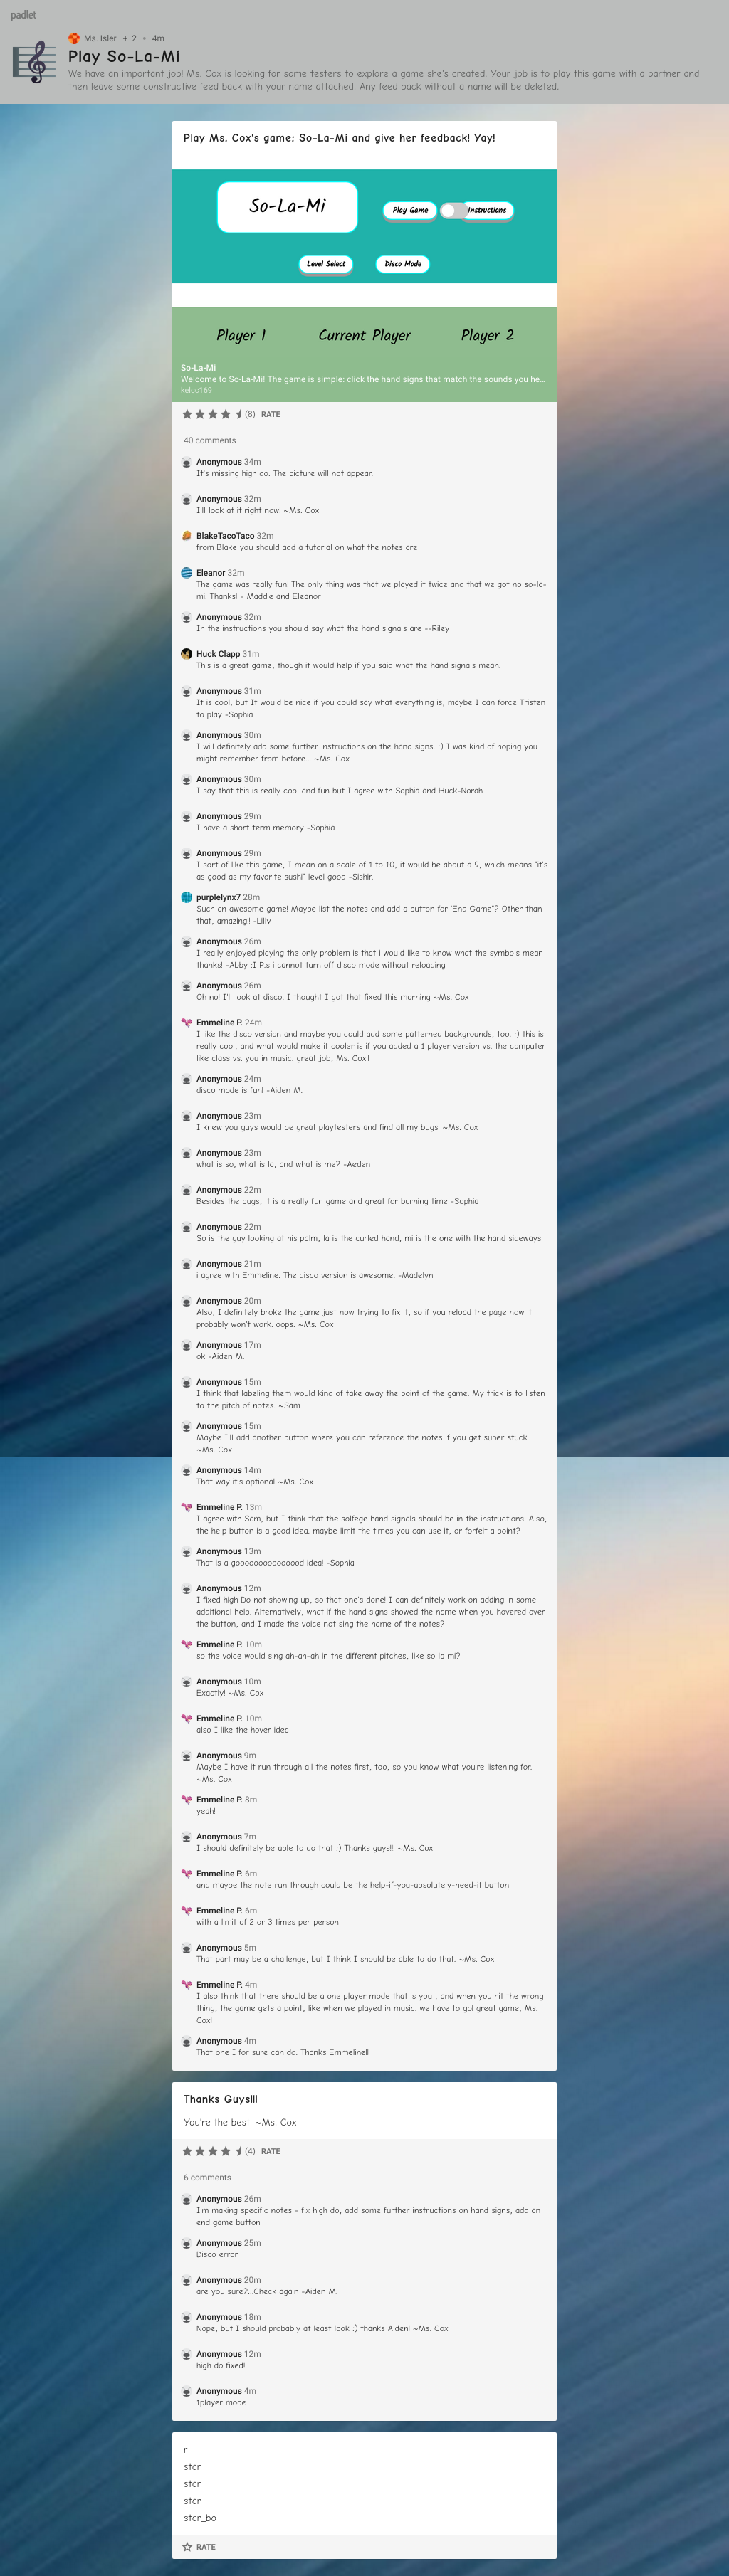 padlet
Ms. Isler + 2 • 4m
Play So-La-Mi
We have an important job! Ms. Cox is looking for some testers to explore a game she's created. Your job is to play this game with a partner and
then leave some constructive feed back with your name attached. Any feed back without a name will be deleted.
Play Ms. Cox's game: So-La-Mi and give her feedback! Yay!
So-La-Mi
Play Game
Instructions
Level Select
Disco Mode
Player 1
Current Player
Player 2
So-La-Mi
Welcome to So-La-Mi! The game is simple: click the hand signs that match the sounds you he...
kelcc169
(8) RATE
40 comments
Anonymous 34m
It's missing high do. The picture will not appear.
Anonymous 32m
I'll look at it right now! ~Ms. Cox
BlakeTacoTaco 32m
from Blake you should add a tutorial on what the notes are
Eleanor 32m
The game was really fun! The only thing was that we played it twice and that we got no so-la-
mi. Thanks! - Maddie and Eleanor
Anonymous 32m
In the instructions you should say what the hand signals are --Riley
Huck Clapp 31m
This is a great game, though it would help if you said what the hand signals mean.
Anonymous 31m
It is cool, but It would be nice if you could say what everything is, maybe I can force Tristen
to play -Sophia
Anonymous 30m
I will definitely add some further instructions on the hand signs. :) I was kind of hoping you
might remember from before... ~Ms. Cox
Anonymous 30m
I say that this is really cool and fun but I agree with Sophia and Huck-Norah
Anonymous 29m
I have a short term memory -Sophia
Anonymous 29m
I sort of like this game, I mean on a scale of 1 to 10, it would be about a 9, which means "it's
as good as my favorite sushi" level good -Sishir.
purplelynx7 28m
Such an awesome game! Maybe list the notes and add a button for 'End Game"? Other than
that, amazing!! -Lilly
Anonymous 26m
I really enjoyed playing the only problem is that i would like to know what the symbols mean
thanks! -Abby :I P.s i cannot turn off disco mode without reloading
Anonymous 26m
Oh no! I'll look at disco. I thought I got that fixed this morning ~Ms. Cox
Emmeline P. 24m
I like the disco version and maybe you could add some patterned backgrounds, too. :) this is
really cool, and what would make it cooler is if you added a 1 player version vs. the computer
like class vs. you in music. great job, Ms. Cox!!
Anonymous 24m
disco mode is fun! -Aiden M.
Anonymous 23m
I knew you guys would be great playtesters and find all my bugs! ~Ms. Cox
Anonymous 23m
what is so, what is la, and what is me? -Aeden
Anonymous 22m
Besides the bugs, it is a really fun game and great for burning time -Sophia
Anonymous 22m
So is the guy looking at his palm, la is the curled hand, mi is the one with the hand sideways
Anonymous 21m
i agree with Emmeline. The disco version is awesome. -Madelyn
Anonymous 20m
Also, I definitely broke the game just now trying to fix it, so if you reload the page now it
probably won't work. oops. ~Ms. Cox
Anonymous 17m
ok -Aiden M.
Anonymous 15m
I think that labeling them would kind of take away the point of the game. My trick is to listen
to the pitch of notes. ~Sam
Anonymous 15m
Maybe I'll add another button where you can reference the notes if you get super stuck
~Ms. Cox
Anonymous 14m
That way it's optional ~Ms. Cox
Emmeline P. 13m
I agree with Sam, but I think that the solfege hand signals should be in the instructions. Also,
the help button is a good idea. maybe limit the times you can use it, or forfeit a point?
Anonymous 13m
That is a gooooooooooooood idea! -Sophia
Anonymous 12m
I fixed high Do not showing up, so that one's done! I can definitely work on adding in some
additional help. Alternatively, what if the hand signs showed the name when you hovered over
the button, and I made the voice not sing the name of the notes?
Emmeline P. 10m
so the voice would sing ah-ah-ah in the different pitches, like so la mi?
Anonymous 10m
Exactly! ~Ms. Cox
Emmeline P. 10m
also I like the hover idea
Anonymous 9m
Maybe I have it run through all the notes first, too, so you know what you're listening for.
~Ms. Cox
Emmeline P. 8m
yeah!
Anonymous 7m
I should definitely be able to do that :) Thanks guys!!! ~Ms. Cox
Emmeline P. 6m
and maybe the note run through could be the help-if-you-absolutely-need-it button
Emmeline P. 6m
with a limit of 2 or 3 times per person
Anonymous 5m
That part may be a challenge, but I think I should be able to do that. ~Ms. Cox
Emmeline P. 4m
I also think that there should be a one player mode that is you , and when you hit the wrong
thing, the game gets a point, like when we played in music. we have to go! great game, Ms.
Cox!
Anonymous 4m
That one I for sure can do. Thanks Emmeline!!
Thanks Guys!!!
You're the best! ~Ms. Cox
(4) RATE
6 comments
Anonymous 26m
I'm making specific notes - fix high do, add some further instructions on hand signs, add an
end game button
Anonymous 25m
Disco error
Anonymous 20m
are you sure?...Check again -Aiden M.
Anonymous 18m
Nope, but I should probably at least look :) thanks Aiden! ~Ms. Cox
Anonymous 12m
high do fixed!
Anonymous 4m
1player mode
r
star
star
star
star_bo
RATE